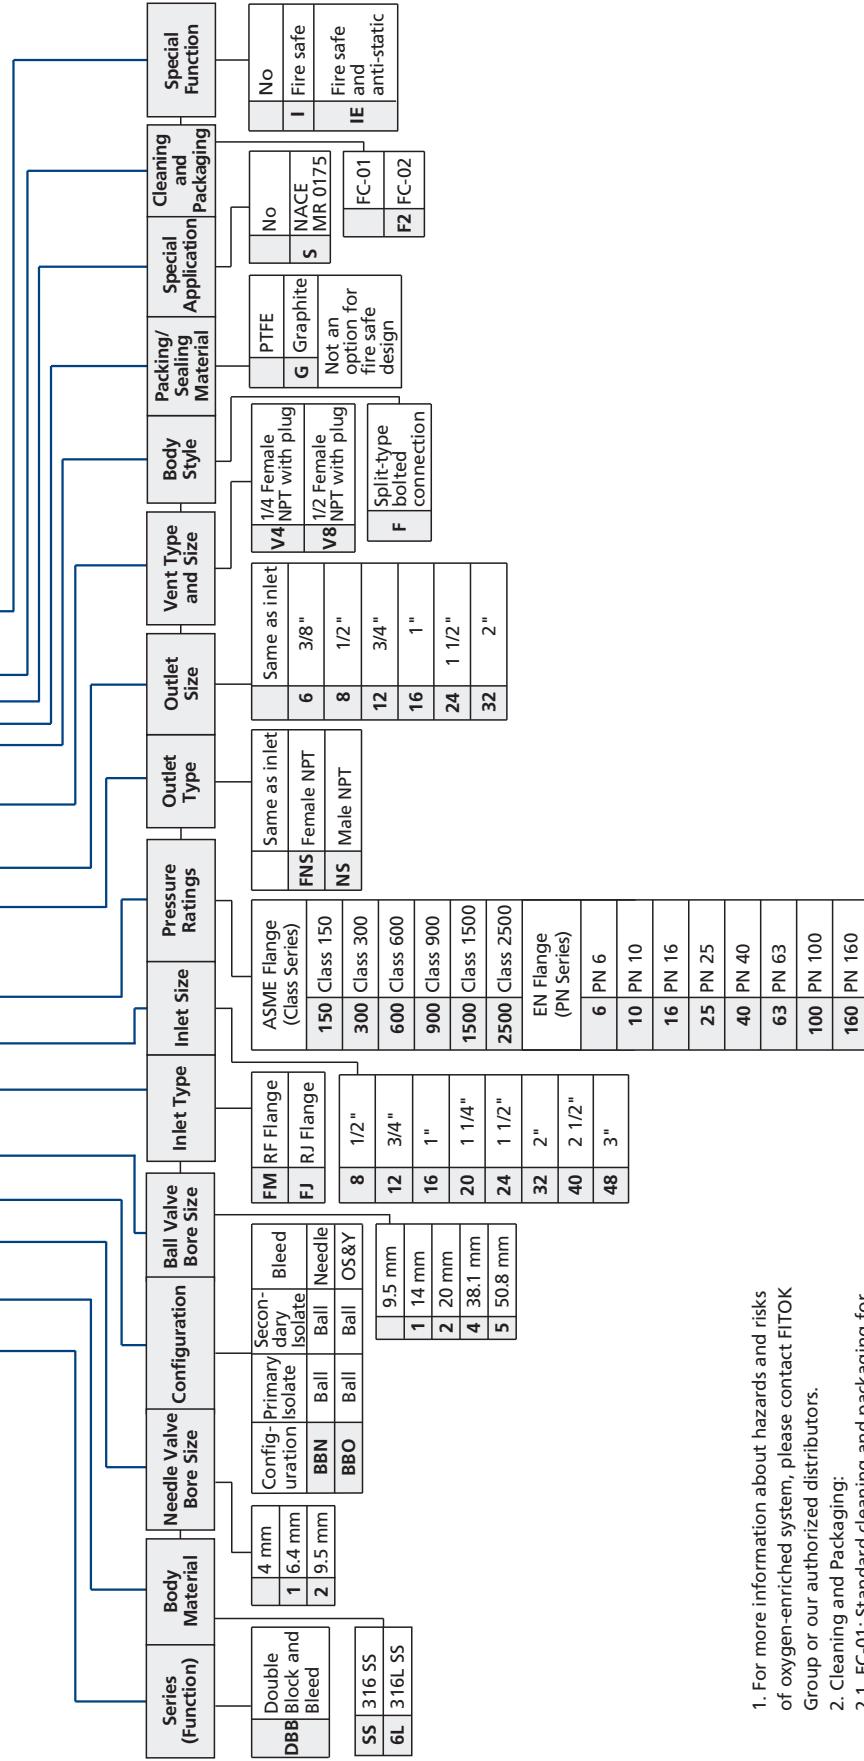 Series
(Function)
Body
Material
Needle Valve
Bore Size
Configuration
Ball Valve
Bore Size
Inlet Type
Inlet Size
Pressure
Ratings
Outlet
Type
Outlet
Size
Vent Type
and Size
Body
Style
Packing/
Sealing
Material
Special
Application
Cleaning
and
Packaging
Special
Function
DBB Double
Block and
Bleed
SS 316 SS
6L 316L SS
4 mm
1 6.4 mm
2 9.5 mm
Config-
uration
Primary
Isolate
Secon-
dary
Isolate
Bleed
BBN Ball Ball Needle
BBO Ball Ball OS&Y
9.5 mm
1 14 mm
2 20 mm
4 38.1 mm
5 50.8 mm
FM RF Flange
FJ RJ Flange
8 1/2"
12 3/4"
16 1"
20 1 1/4"
24 1 1/2"
32 2"
40 2 1/2"
48 3"
ASME Flange
(Class Series)
150 Class 150
300 Class 300
600 Class 600
900 Class 900
1500 Class 1500
2500 Class 2500
EN Flange
(PN Series)
6 PN 6
10 PN 10
16 PN 16
25 PN 25
40 PN 40
63 PN 63
100 PN 100
160 PN 160
Same as inlet
FNS Female NPT
NS Male NPT
Same as inlet
6 3/8"
8 1/2"
12 3/4"
16 1"
24 1 1/2"
32 2"
V4 1/4 Female
NPT with plug
V8 1/2 Female
NPT with plug
F Split-type
bolted
connection
PTFE
G Graphite
Not an
option for
fire safe
design
No
S NACE
MR 0175
FC-01
F2 FC-02
No
I Fire safe
IE Fire safe
and
anti-static
1. For more information about hazards and risks
of oxygen-enriched system, please contact FITOK
Group or our authorized distributors.
2. Cleaning and Packaging:
2.1 FC-01: Standard cleaning and packaging for